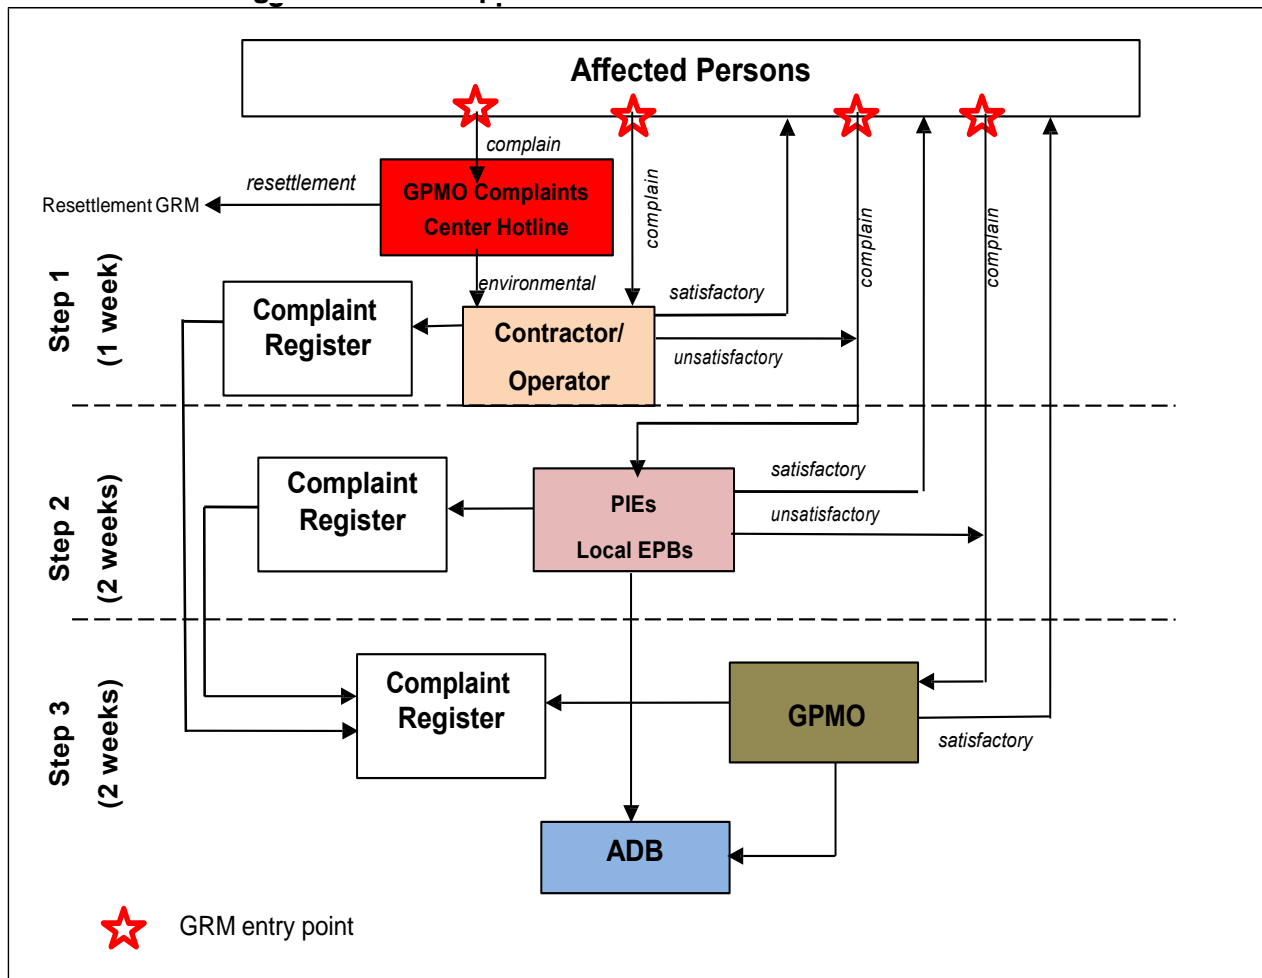 Affected Persons
complain
resettlement
GPMO Complaints
Center Hotline
Resettlement GRM
complain
complain
complain
Step 1
(1 week)
environmental
Complaint
Register
satisfactory
Contractor/
Operator
unsatisfactory
Step 2
(2 weeks)
Complaint
Register
satisfactory
PIEs
Local EPBs
unsatisfactory
Step 3
(2 weeks)
Complaint
Register
GPMO
satisfactory
ADB
GRM entry point